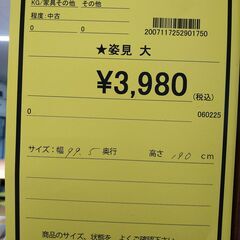 KG/家具その他 その他
程度:中古
0 0
2007117252901750
★姿見 大
¥3,980
(税込)
0 060225
サイズ:幅 99.5 奥行 高さ 190 cm
商品のサイズ、状態を よくご確認下さい